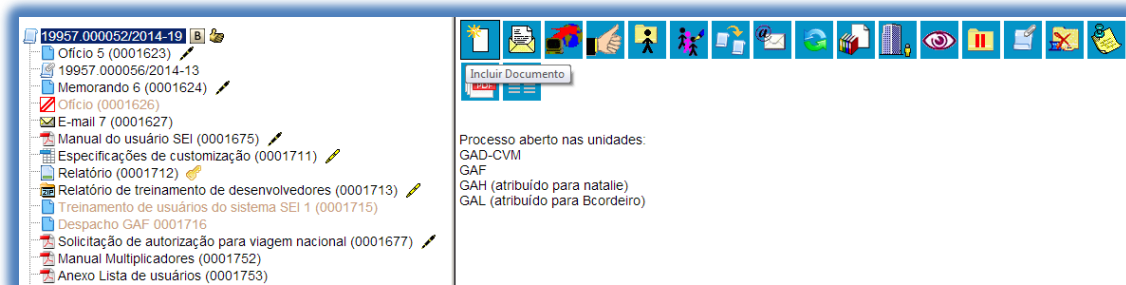 19957.000052/2014-19 B
Ofício 5 (0001623)
19957.000056/2014-13
Memorando 6 (0001624)
Ofício (0001626)
E-mail 7 (0001627)
Manual do usuário SEI (0001675)
Especificações de customização (0001711)
Relatório (0001712)
ZIP Relatório de treinamento de desenvolvedores (0001713)
Treinamento de usuários do sistema SEI 1 (0001715)
Despacho GAF 0001716
Solicitação de autorização para viagem nacional (0001677)
Manual Multiplicadores (0001752)
Anexo Lista de usuários (0001753)
Incluir Documento
PDF
Processo aberto nas unidades:
GAD-CVM
GAF
GAH (atribuído para natalie)
GAL (atribuído para Bcordeiro)